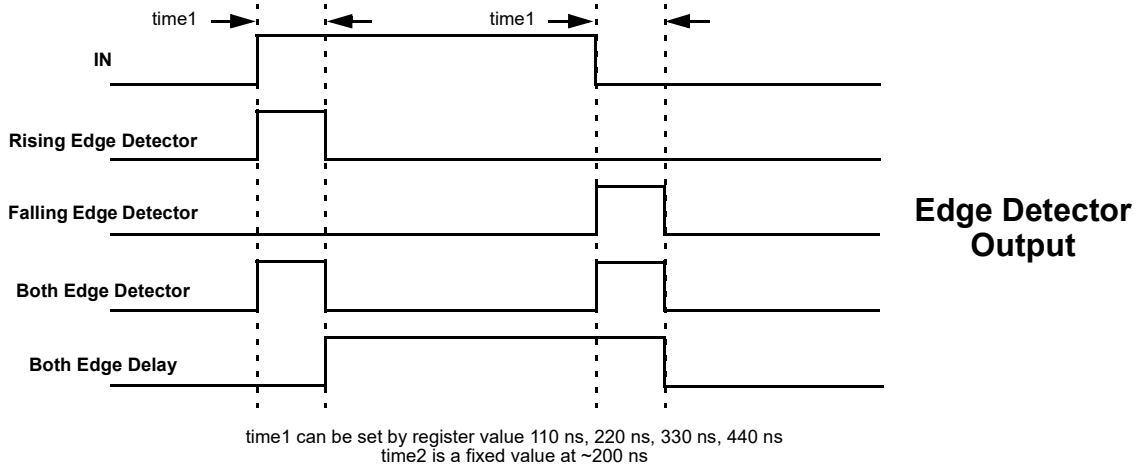 time1
time1
IN
Rising Edge Detector
Falling Edge Detector
Edge Detector
Output
Both Edge Detector
Both Edge Delay
time1 can be set by register value 110 ns, 220 ns, 330 ns, 440 ns
time2 is a fixed value at ~200 ns